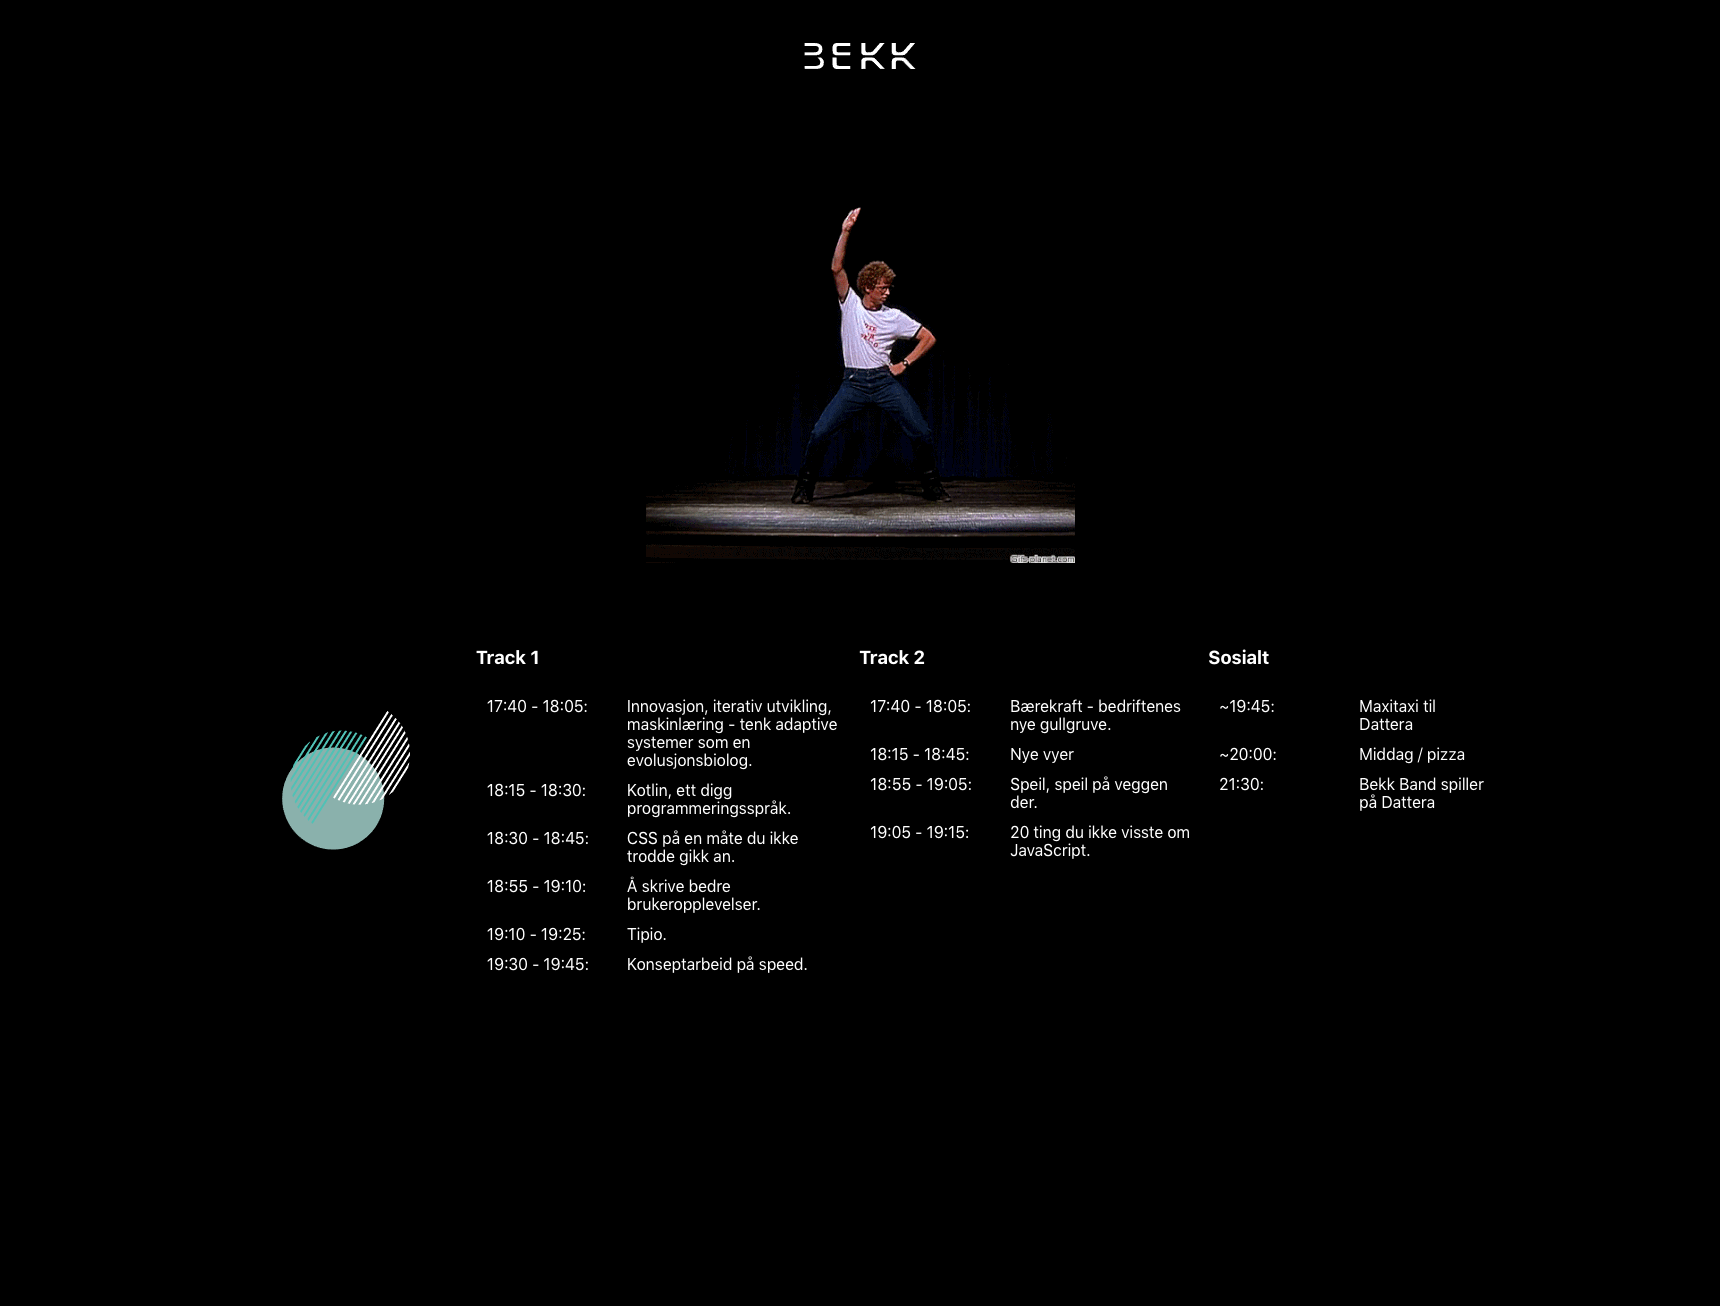 BEKK
Gifs-planet.com
Track 1
17:40 - 18:05:
Innovasjon, iterativ utvikling,
maskinlæring - tenk adaptive
systemer som en
evolusjonsbiolog.
18:15 - 18:30:
Kotlin, ett digg
programmeringsspråk.
18:30 - 18:45:
CSS på en måte du ikke
trodde gikk an.
18:55 - 19:10:
Å skrive bedre
brukeropplevelser.
19:10 - 19:25:
Tipio.
19:30 - 19:45:
Konseptarbeid på speed.
Track 2
17:40 - 18:05:
Bærekraft - bedriftenes
nye gullgruve.
18:15 - 18:45:
Nye vyer
18:55 - 19:05:
Speil, speil på veggen
der.
19:05 - 19:15:
20 ting du ikke visste om
JavaScript.
Sosialt
~19:45:
Maxitaxi til
Dattera
~20:00:
Middag / pizza
21:30:
Bekk Band spiller
på Dattera